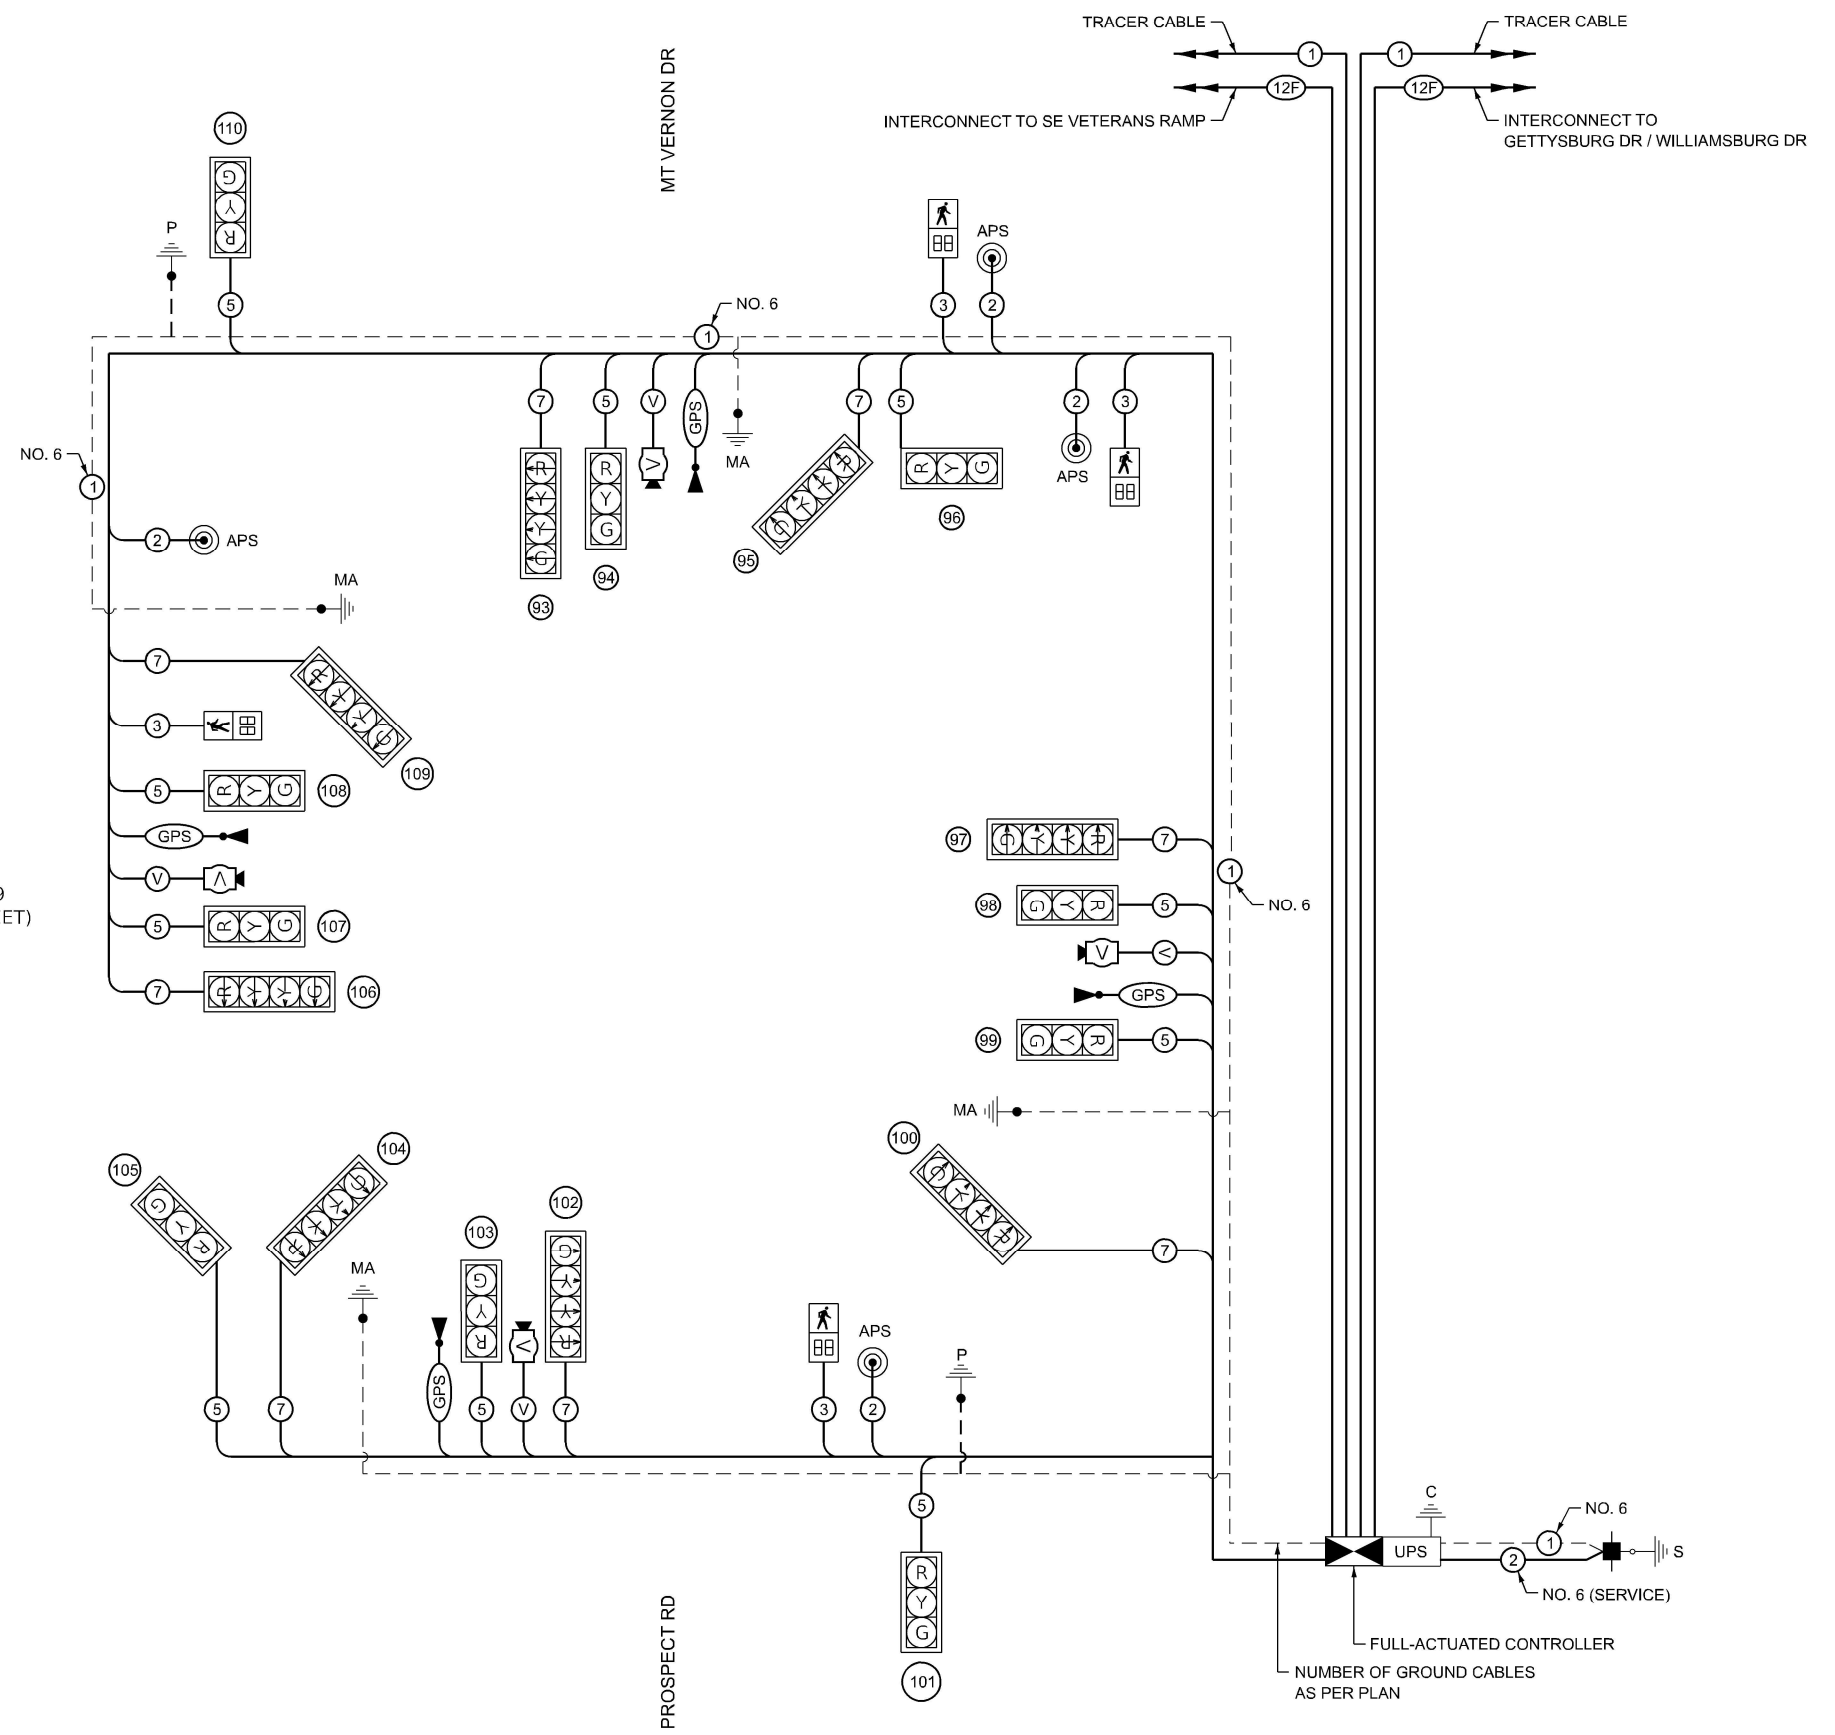 TRACER CABLE
TRACER CABLE
1
1
12F
12F
INTERCONNECT TO SE VETERANS RAMP
INTERCONNECT TO
GETTYSBURG DR / WILLIAMSBURG DR
MT VERNON DR
110
G
Y
R
P
5
APS
3
2
NO. 6
1
7
5
V
GPS
7
5
2
3
MA
APS
R
Y
Y
G
93
R
Y
G
94
V
R
Y
Y
G
95
R Y G
96
NO. 6
1
2
APS
MA
7
R
Y
Y
G
109
3
5
R Y G
108
GPS
V
V
9
EET)
5
R Y G
107
7
R Y Y G
106
97
G Y Y R
7
1
NO. 6
98
G Y R
5
V
V
GPS
99
G Y R
5
MA
100
G
Y
Y
R
7
105
G
Y
R
5
104
G
Y
Y
R
7
MA
GPS
103
G
Y
R
5
V
V
102
G
Y
Y
R
7
3
APS
2
P
5
R
Y
G
101
PROSPECT RD
C
UPS
NO. 6
1
S
2
NO. 6 (SERVICE)
FULL-ACTUATED CONTROLLER
NUMBER OF GROUND CABLES
AS PER PLAN